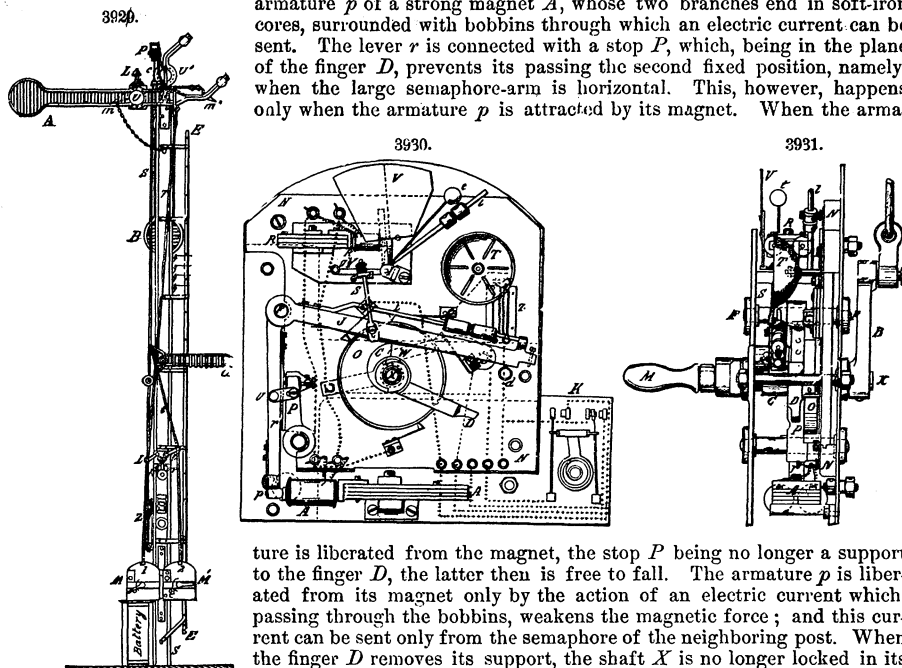 armature p of a strong magnet A, whose two branches end in soft-iron
cores, surrounded with bobbins through which an electric current can be
sent. The lever r is connected with a stop P, which, being in the plane
of the finger D, prevents its passing the second fixed position, namely
when the large semaphore-arm is horizontal. This, however, happens
only when the armature p is attracted by its magnet. When the arma-
3930.
3931.
P
L
U'
m
m'
A
E
S
B
Z
M
M'
Battery
E
S
V
N
t
l
R
T
S
J
Z
O
C
W
U
P
r
D
K
N
p
A
A
V
t
l
R
N
T
S
F
F
B
M
G
D
O
X
P
N
A
ture is liberated from the magnet, the stop P being no longer a support
to the finger D, the latter then is free to fall. The armature p is liber-
ated from its magnet only by the action of an electric current which
passing through the bobbins, weakens the magnetic force; and this cur-
rent can be sent only from the semaphore of the neighboring post. When
the finger D removes its support, the shaft X is no longer locked in its